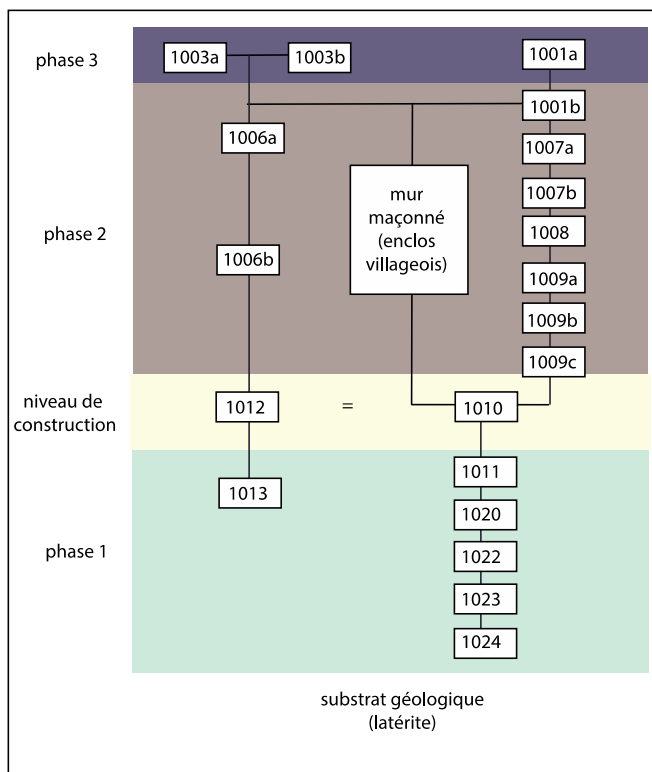 phase 3
1003a
1003b
1001a
1001b
1006a
1007a
mur
maçonné
(enclos
villageois)
1007b
phase 2
1008
1006b
1009a
1009b
1009c
niveau de
construction
1012
=
1010
1011
1013
1020
phase 1
1022
1023
1024
substrat géologique
(latérite)